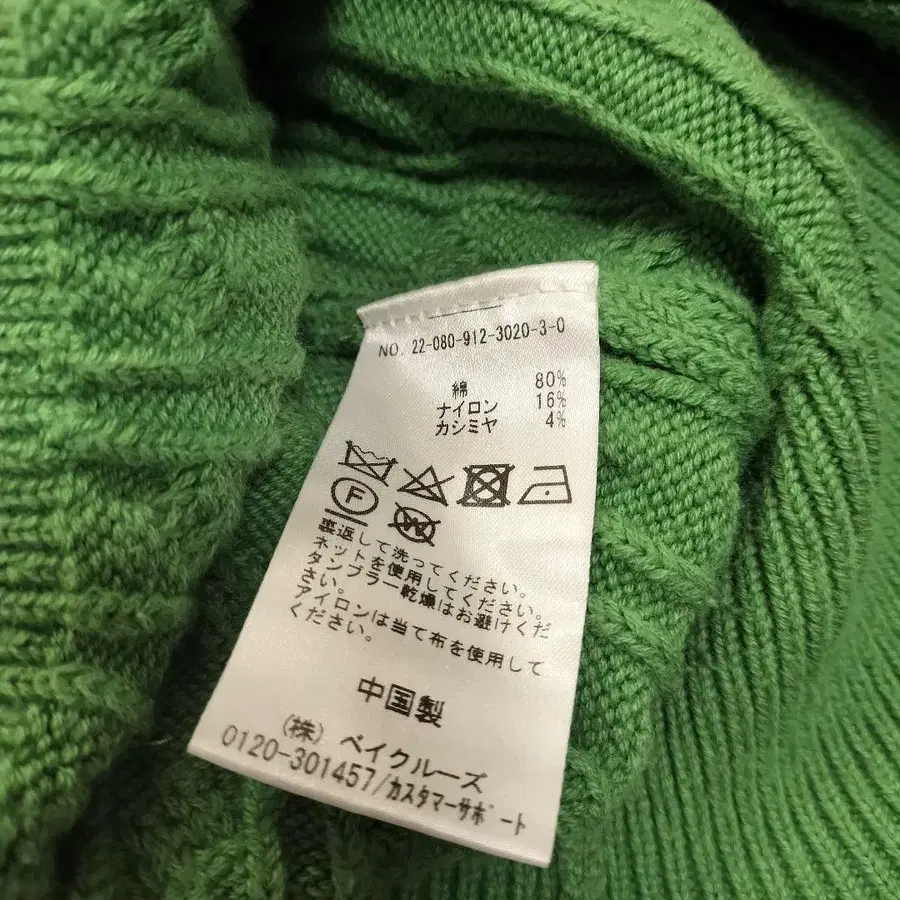 NO. 22-080-912-3020-3-0
綿 80%
ナイロン 16%
カシミヤ 4%
F W
裏返して洗ってください。
ネットを使用してください。
タンブラー乾燥はお避けくだ
さい。
アイロンは当て布を使用して
ください。
中国製
(株) ベイクルーズ
0120-301457/カスタマーサポート